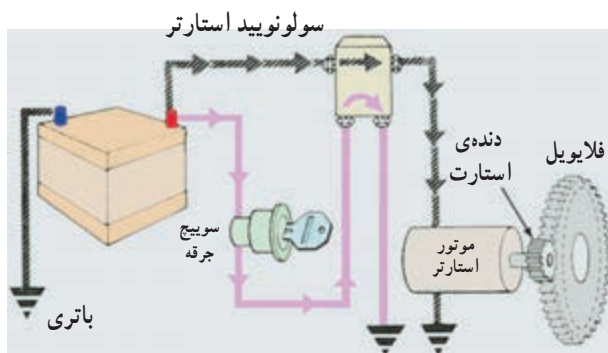 سولونویید استارتر
فلایویل
دنده‌ی
استارت
سوییچ
جرقه
موتور
استارتر
باتری